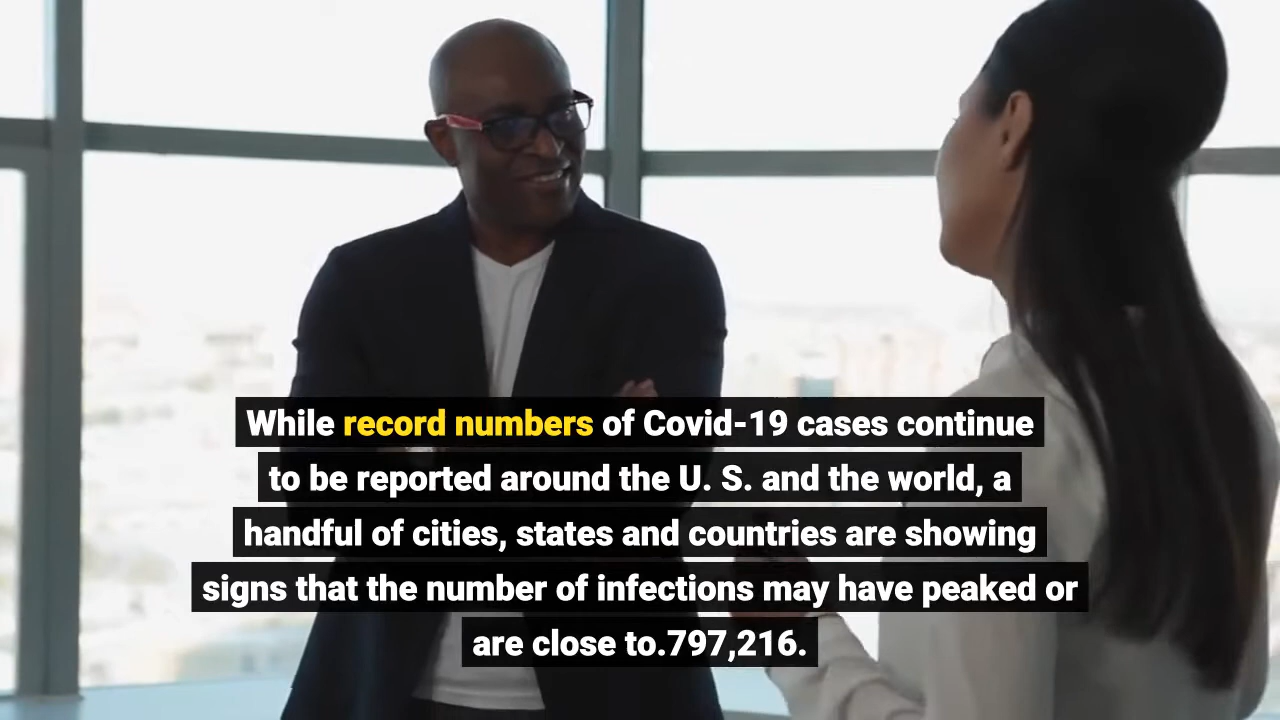 While record numbers of Covid-19 cases continue
to be reported around the U. S. and the world, a
handful of cities, states and countries are showing
signs that the number of infections may have peaked or
are close to.797,216.